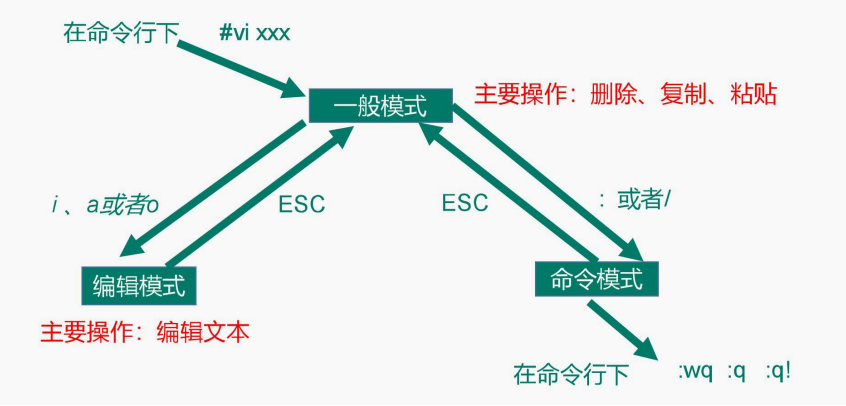 在命令行下 #vi xxx
主要操作：删除、复制、粘贴
一般模式
i 、a或者o
ESC
ESC
：或者/
编辑模式
命令模式
主要操作：编辑文本
在命令行下 :wq :q :q!